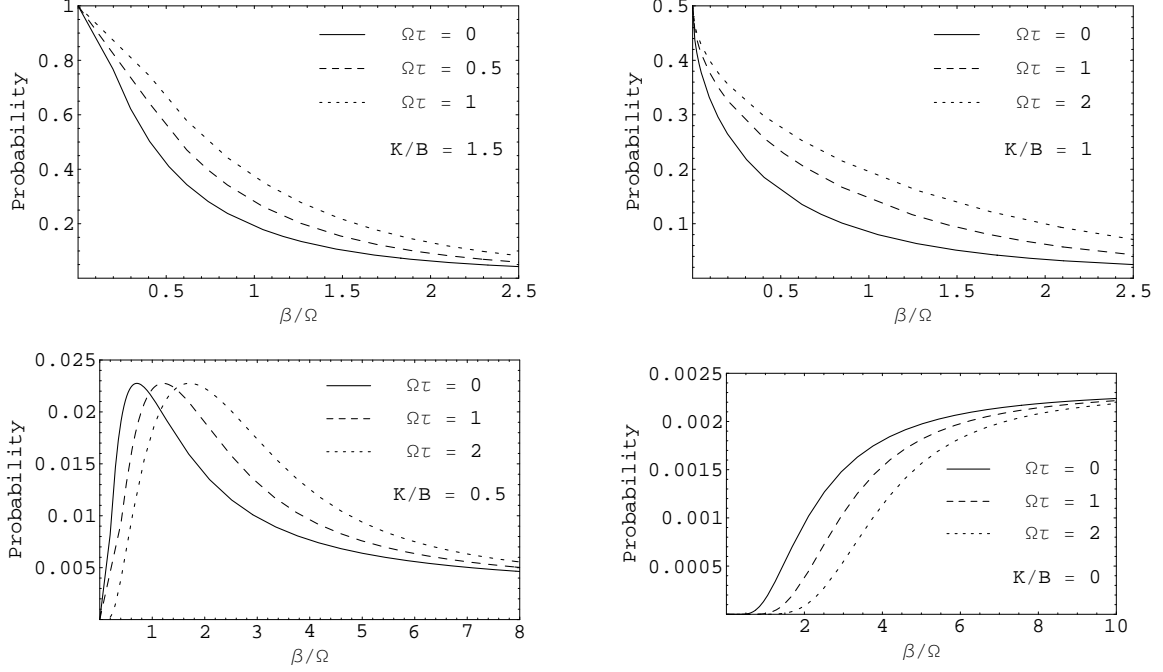 1
0.8
0.6
0.4
0.2
Probability
Ωτ = 0
Ωτ = 0.5
Ωτ = 1
K/B = 1.5
0.5 1 1.5 2 2.5
β/Ω
0.5
0.4
0.3
0.2
0.1
Probability
Ωτ = 0
Ωτ = 1
Ωτ = 2
K/B = 1
0.5 1 1.5 2 2.5
β/Ω
0.025
0.02
0.015
0.01
0.005
Probability
Ωτ = 0
Ωτ = 1
Ωτ = 2
K/B = 0.5
1 2 3 4 5 6 7 8
β/Ω
0.0025
0.002
0.0015
0.001
0.0005
Probability
Ωτ = 0
Ωτ = 1
Ωτ = 2
K/B = 0
2 4 6 8 10
β/Ω